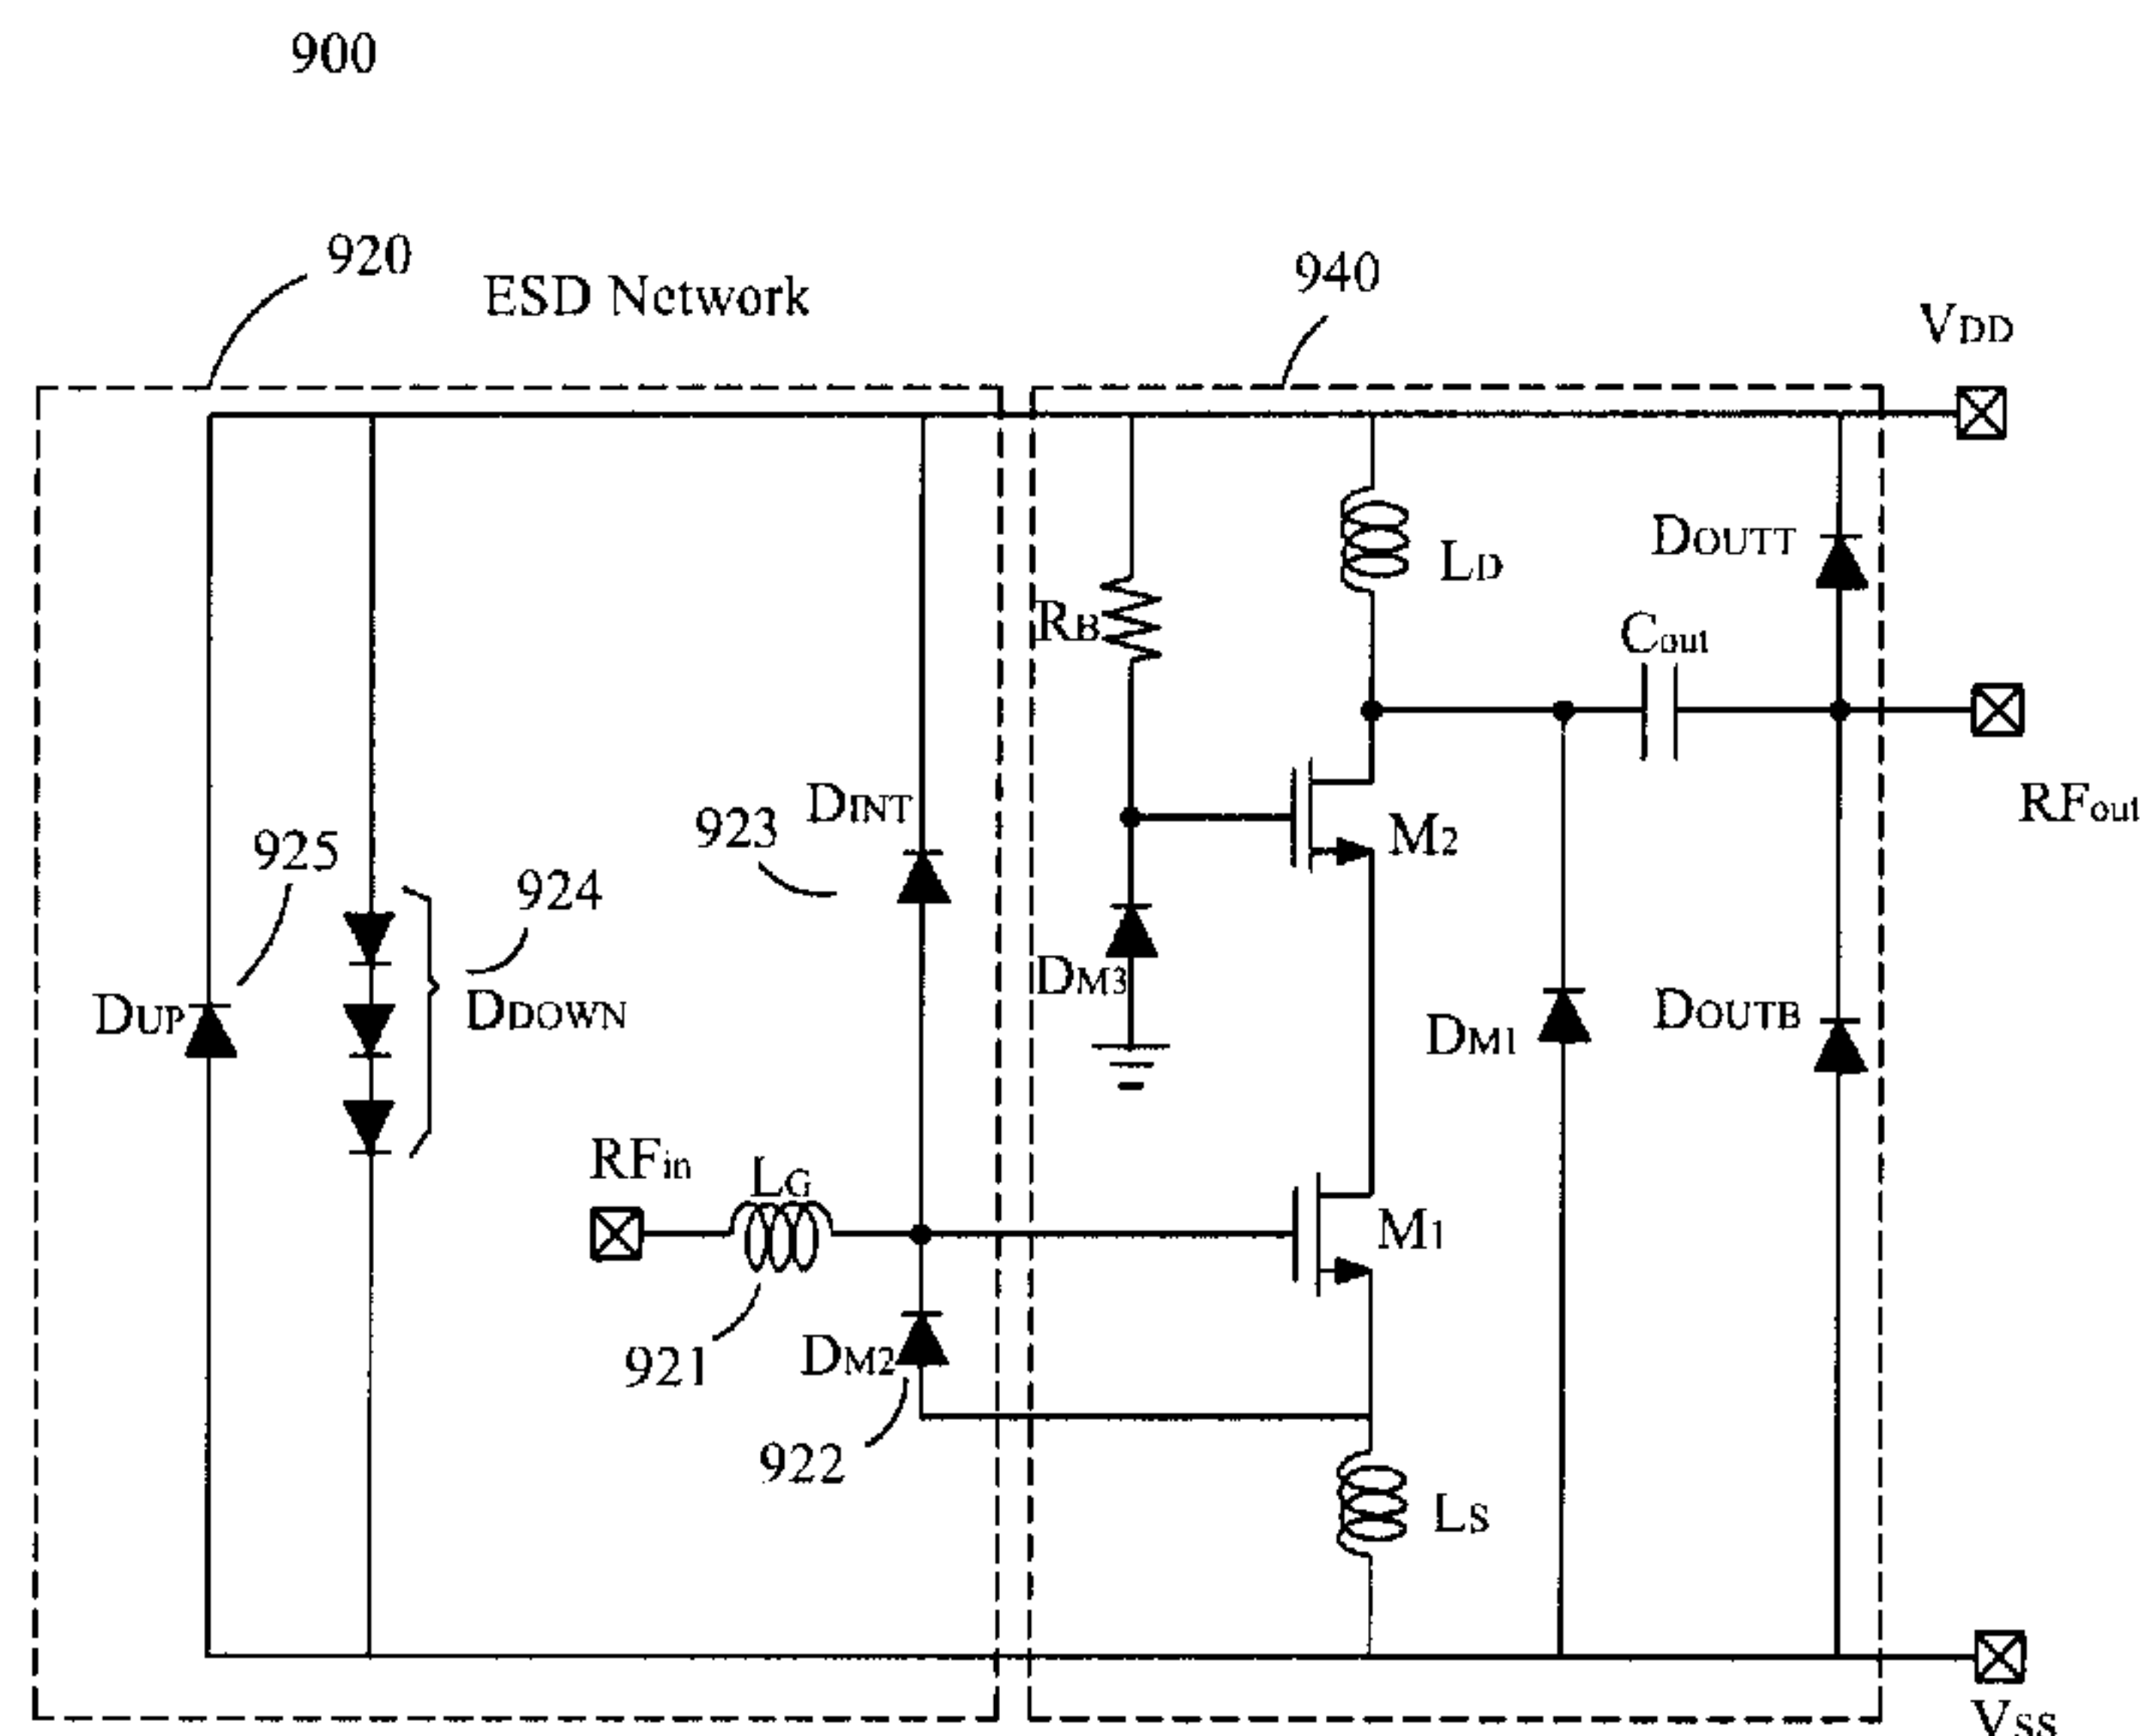 900
920
ESD Network
940
VDD
DOUTT
LD
RB
Cout
DINT
923
RFout
M2
925
924
DUP
DDOWN
DM3
DM1
DOUTB
RFin
LG
M1
921
DM2
922
LS
VSS